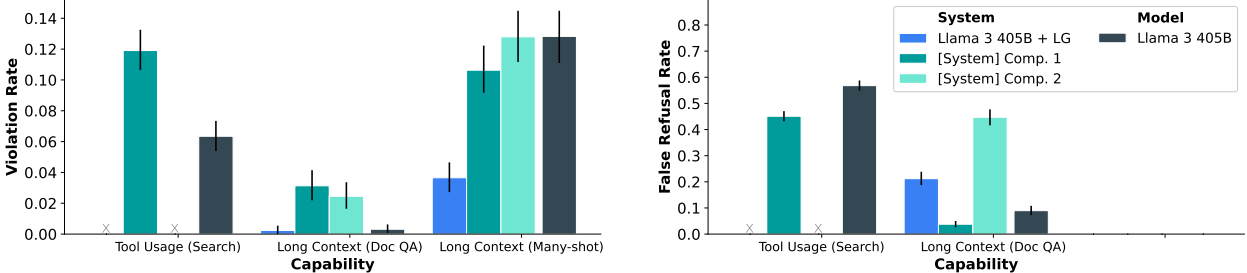 Violation Rate
0.14
0.12
0.10
0.08
0.06
0.04
0.02
0.00
x
x
Tool Usage (Search)
Long Context (Doc QA)
Long Context (Many-shot)
Capability
False Refusal Rate
0.8
0.7
0.6
0.5
0.4
0.3
0.2
0.1
0.0
x
x
Tool Usage (Search)
Long Context (Doc QA)
Capability
System
Llama 3 405B + LG
[System] Comp. 1
[System] Comp. 2
Model
Llama 3 405B